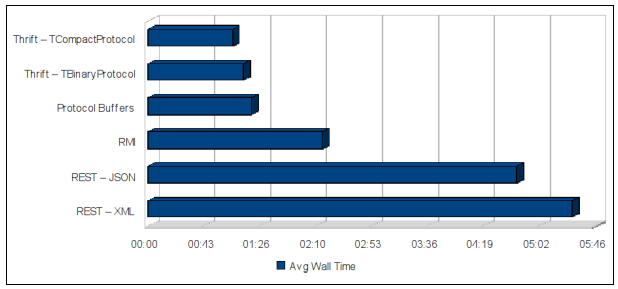 Thrift – TCompactProtocol
Thrift – TBinaryProtocol
Protocol Buffers
RMI
REST – JSON
REST – XML
00:00 00:43 01:26 02:10 02:53 03:36 04:19 05:02 05:46
Avg Wall Time